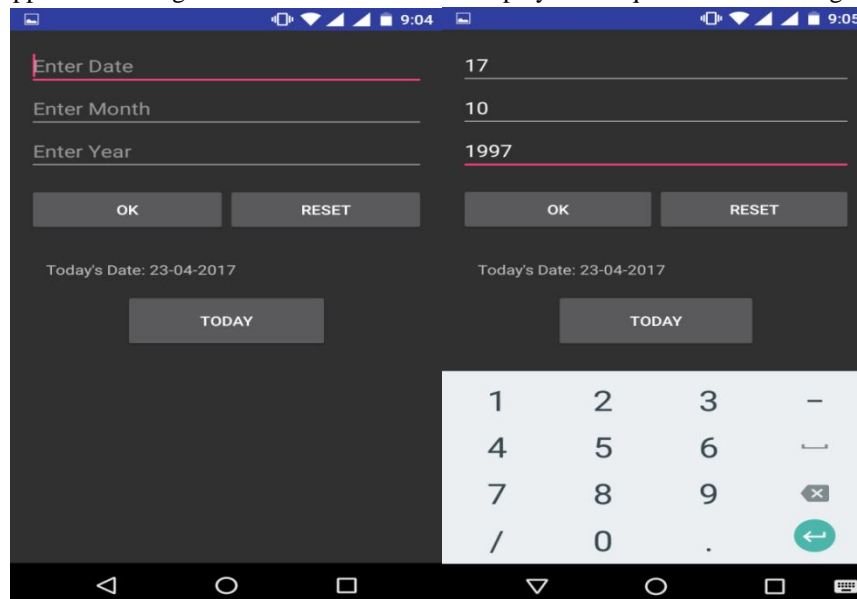 9:04
Enter Date
Enter Month
Enter Year
OK RESET
Today's Date: 23-04-2017
TODAY
9:05
17
10
1997
OK RESET
Today's Date: 23-04-2017
TODAY
1 2 3 -
4 5 6
7 8 9
/ 0 .